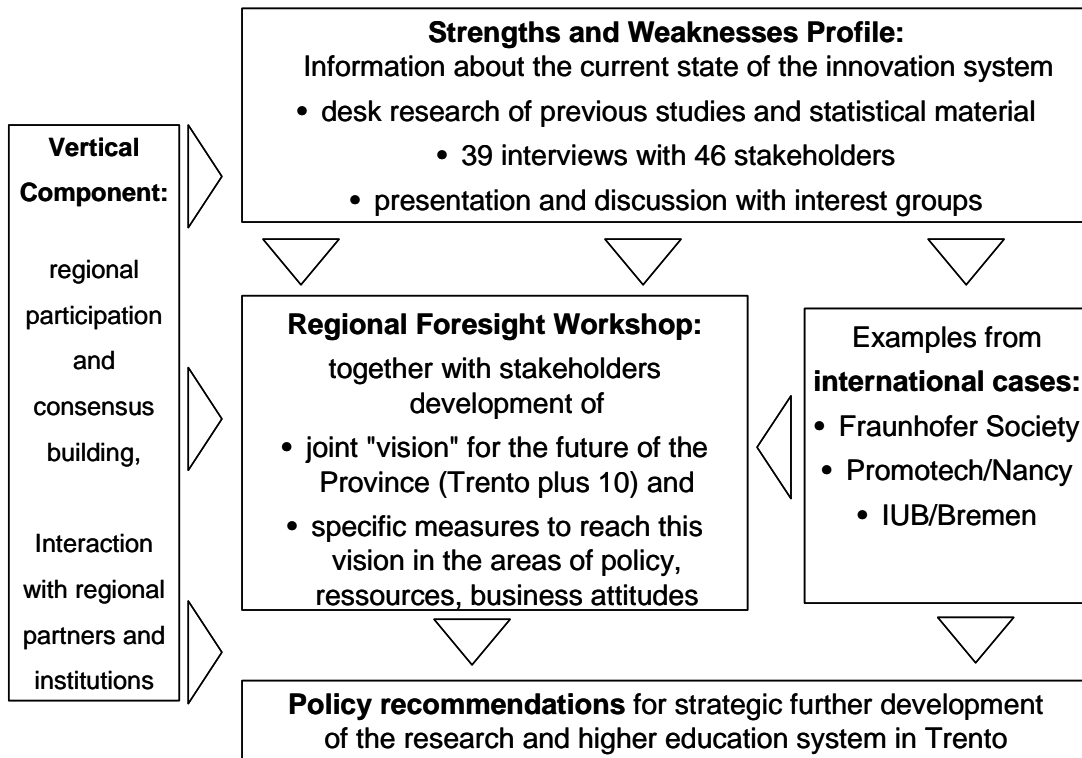 Strengths and Weaknesses Profile:
Information about the current state of the innovation system
• desk research of previous studies and statistical material
• 39 interviews with 46 stakeholders
• presentation and discussion with interest groups
Vertical
Component:
regional
participation
and
consensus
building,
Interaction
with regional
partners and
institutions
Regional Foresight Workshop:
together with stakeholders
development of
• joint "vision" for the future of the
Province (Trento plus 10) and
• specific measures to reach this
vision in the areas of policy,
ressources, business attitudes
Examples from
international cases:
• Fraunhofer Society
• Promotech/Nancy
• IUB/Bremen
Policy recommendations for strategic further development
of the research and higher education system in Trento